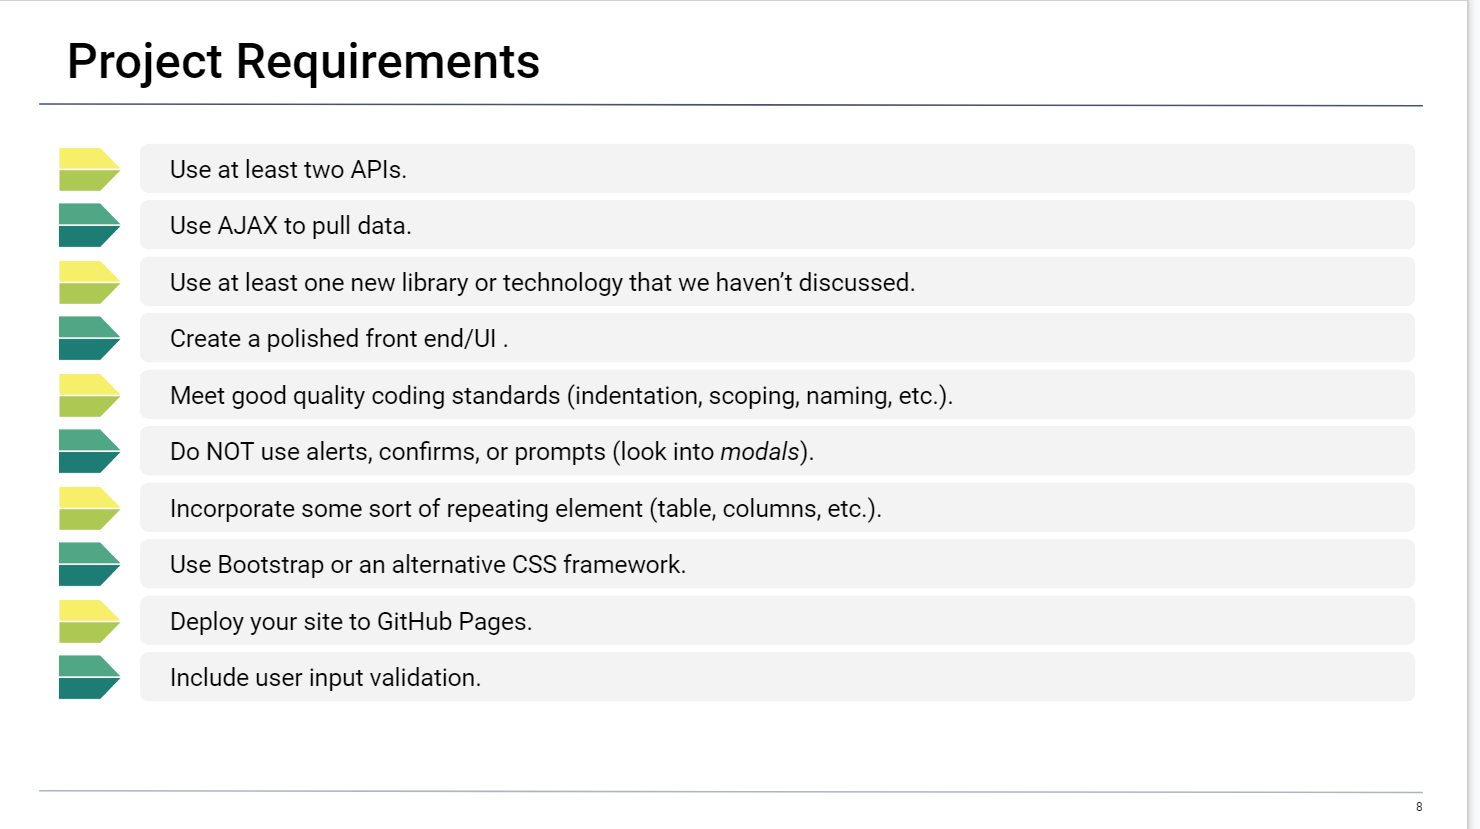 Project Requirements
Use at least two APIs.
Use AJAX to pull data.
Use at least one new library or technology that we haven’t discussed.
Create a polished front end/UI .
Meet good quality coding standards (indentation, scoping, naming, etc.).
Do NOT use alerts, confirms, or prompts (look into modals).
Incorporate some sort of repeating element (table, columns, etc.).
Use Bootstrap or an alternative CSS framework.
Deploy your site to GitHub Pages.
Include user input validation.
8